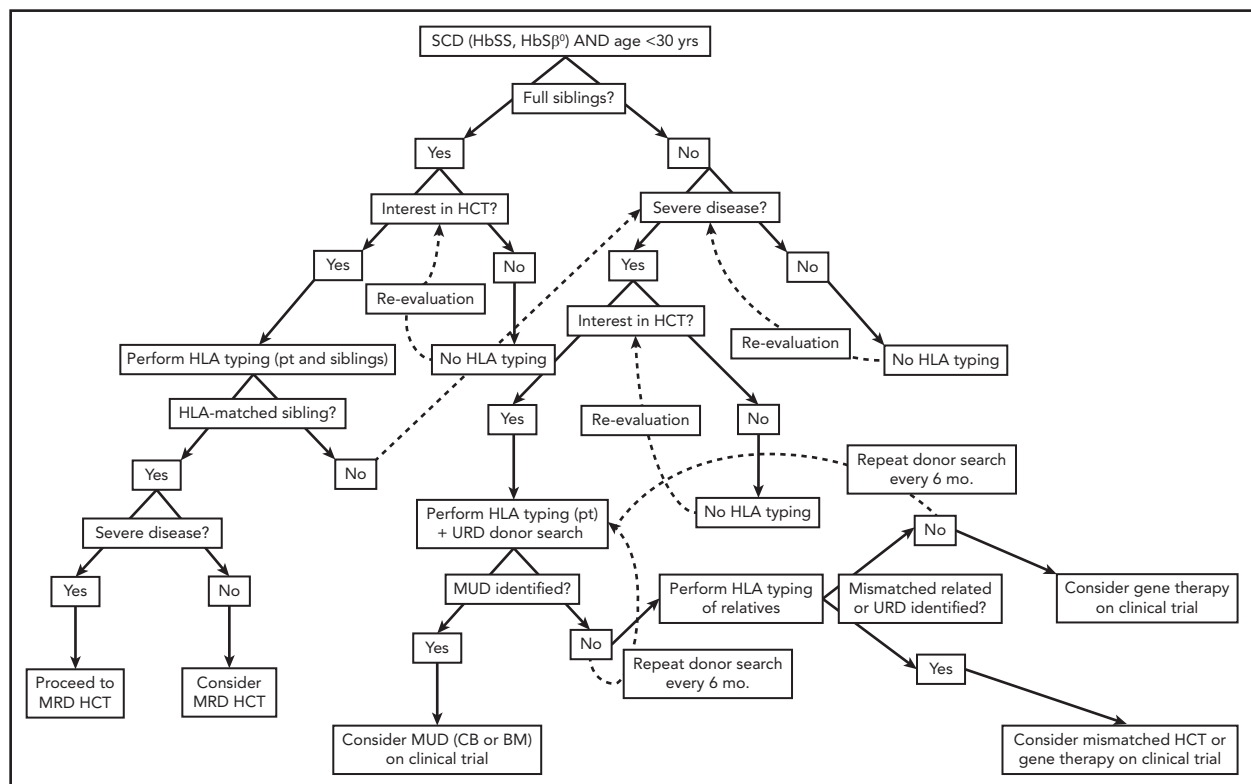 SCD (HbSS, HbSβ⁰) AND age <30 yrs
Full siblings?
Yes
No
Interest in HCT?
Severe disease?
Yes
No
Yes
No
Re-evaluation
Interest in HCT?
Re-evaluation
Perform HLA typing (pt and siblings)
No HLA typing
No HLA typing
HLA-matched sibling?
Yes
Re-evaluation
No
Yes
No
Repeat donor search
every 6 mo.
Perform HLA typing (pt)
+ URD donor search
No HLA typing
Severe disease?
No
Yes
No
MUD identified?
Perform HLA typing
of relatives
Mismatched related
or URD identified?
Consider gene therapy
on clinical trial
Yes
No
Repeat donor search
every 6 mo.
Yes
Proceed to
MRD HCT
Consider
MRD HCT
Consider MUD (CB or BM)
on clinical trial
Consider mismatched HCT or
gene therapy on clinical trial